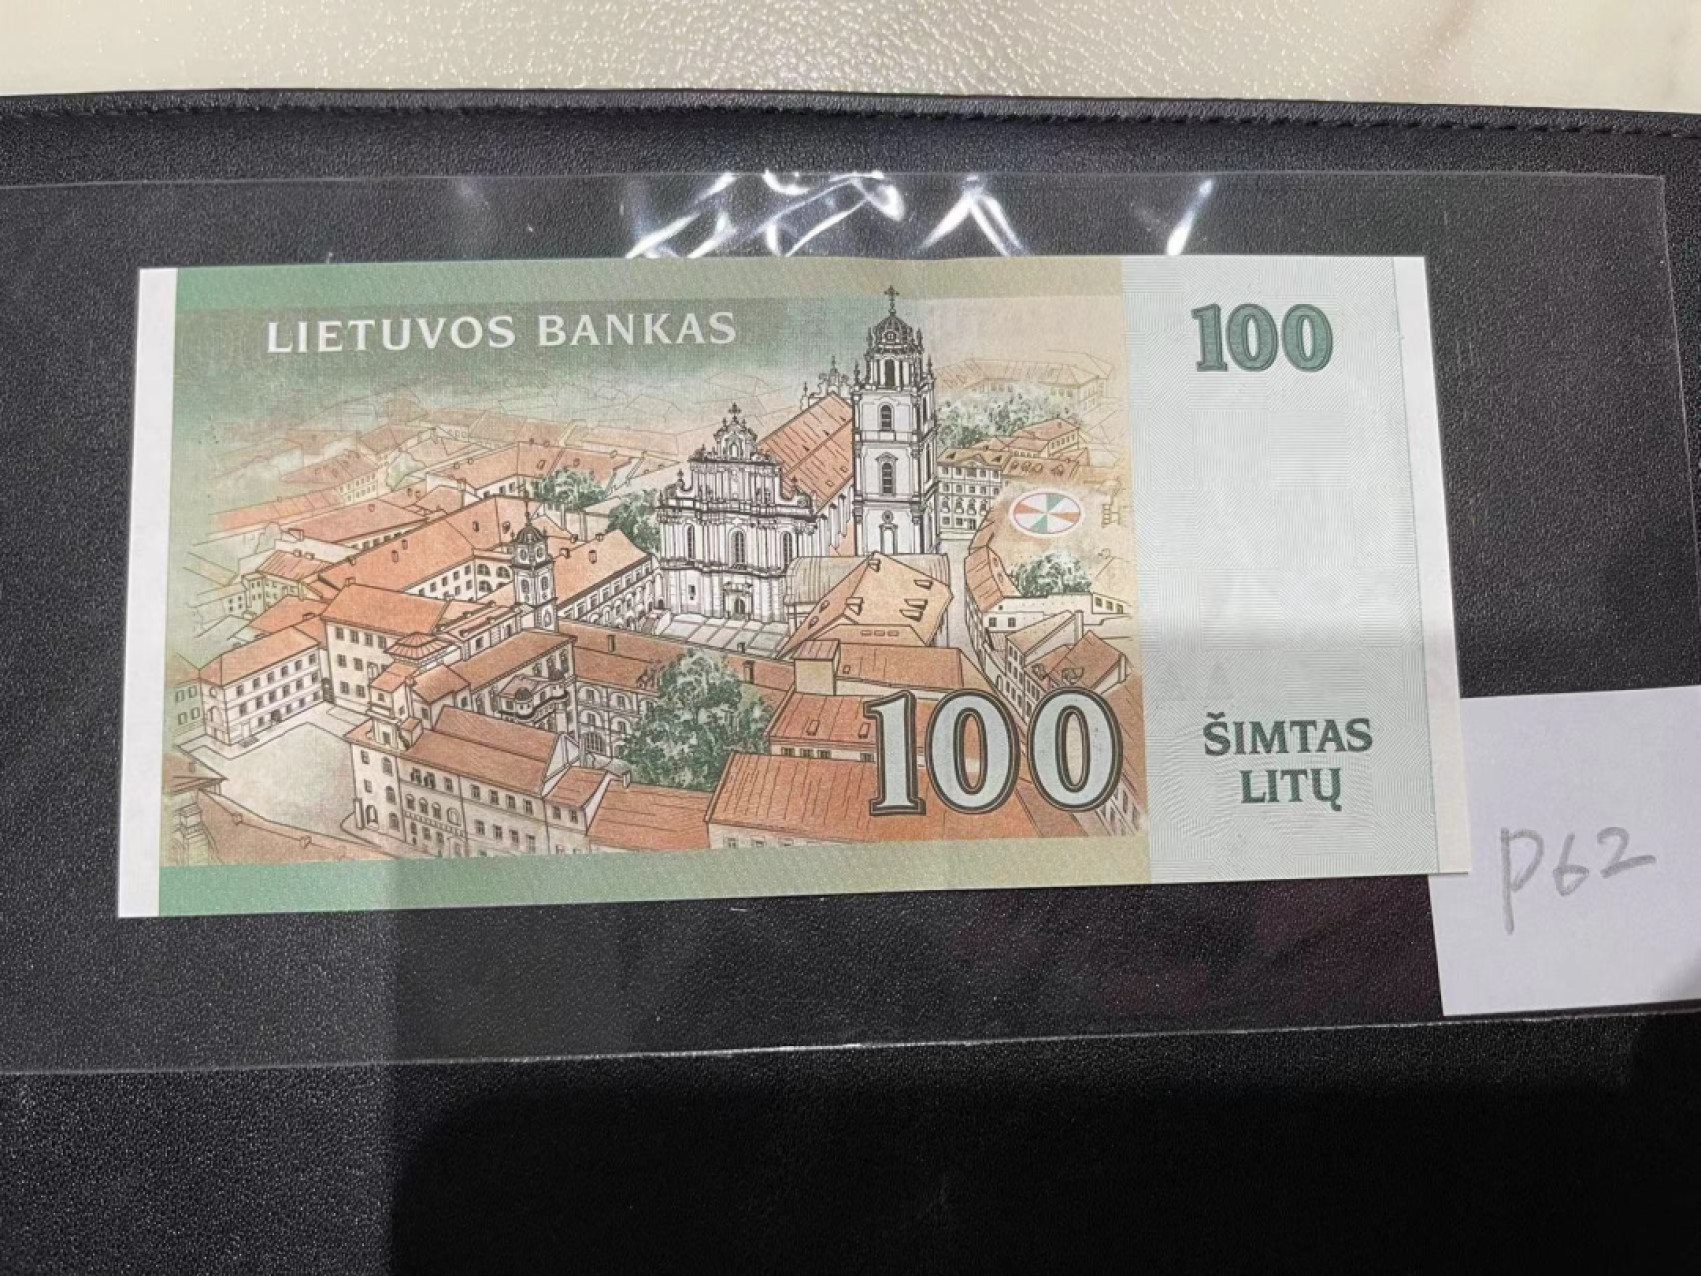 LIETUVOS BANKAS
100
100
ŠIMTAS
LITŲ
P62